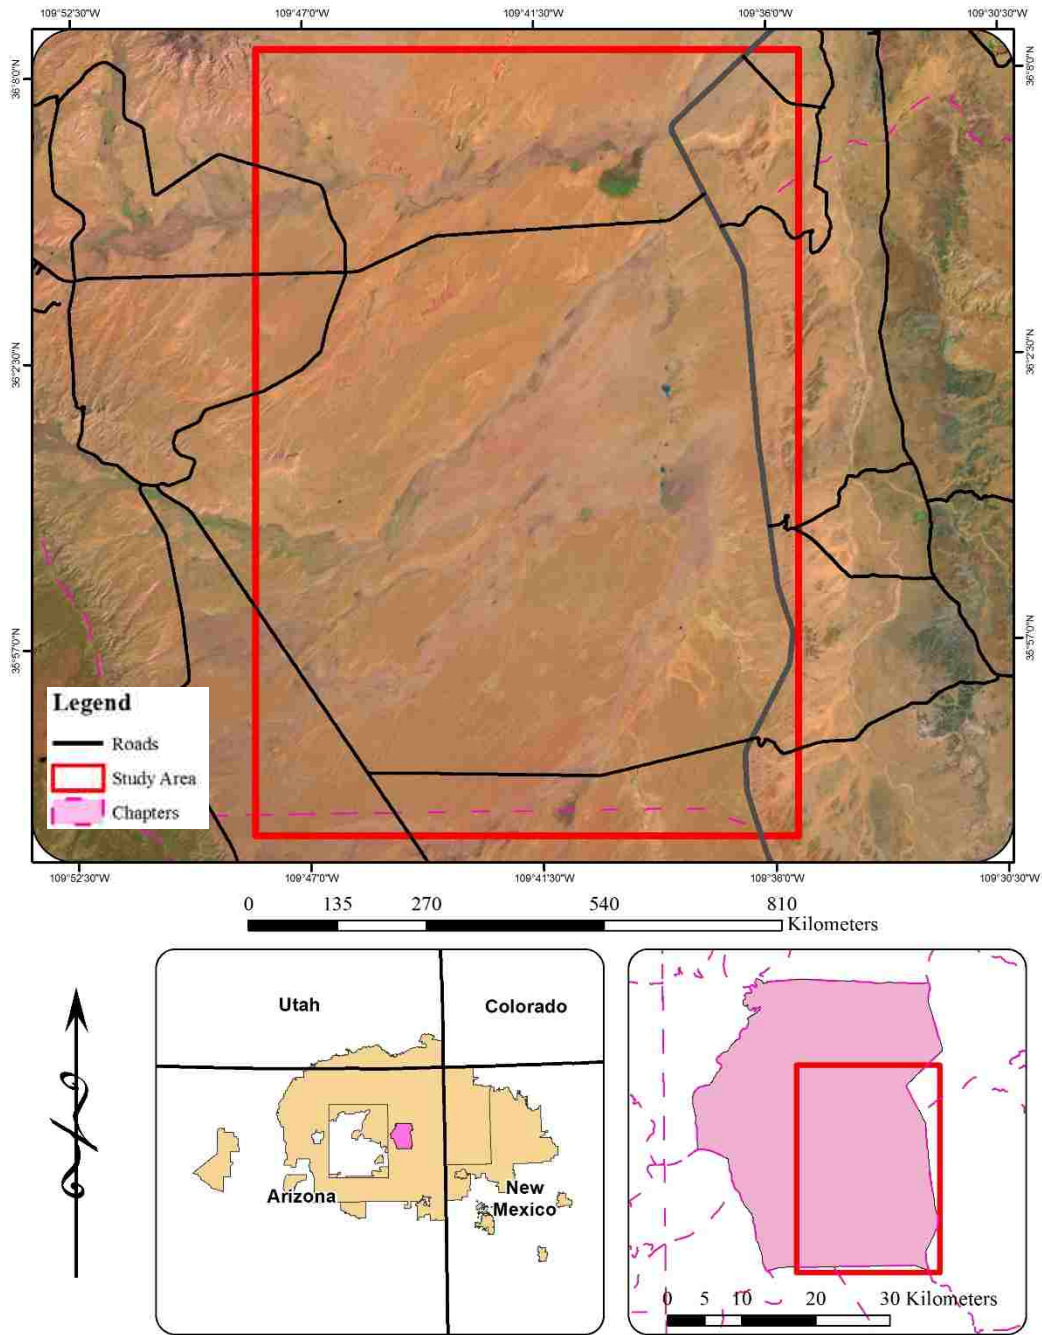 109°52'30"W 109°47'0"W 109°41'30"W 109°36'0"W 109°30'30"W
36°8'0"N 36°8'0"N
36°2'30"N 36°2'30"N
35°57'0"N 35°57'0"N
Legend
Roads
Study Area
Chapters
109°52'30"W 109°47'0"W 109°41'30"W 109°36'0"W 109°30'30"W
0 135 270 540 810
Kilometers
Utah Colorado
Arizona New
Mexico
N
0 5 10 20 30 Kilometers